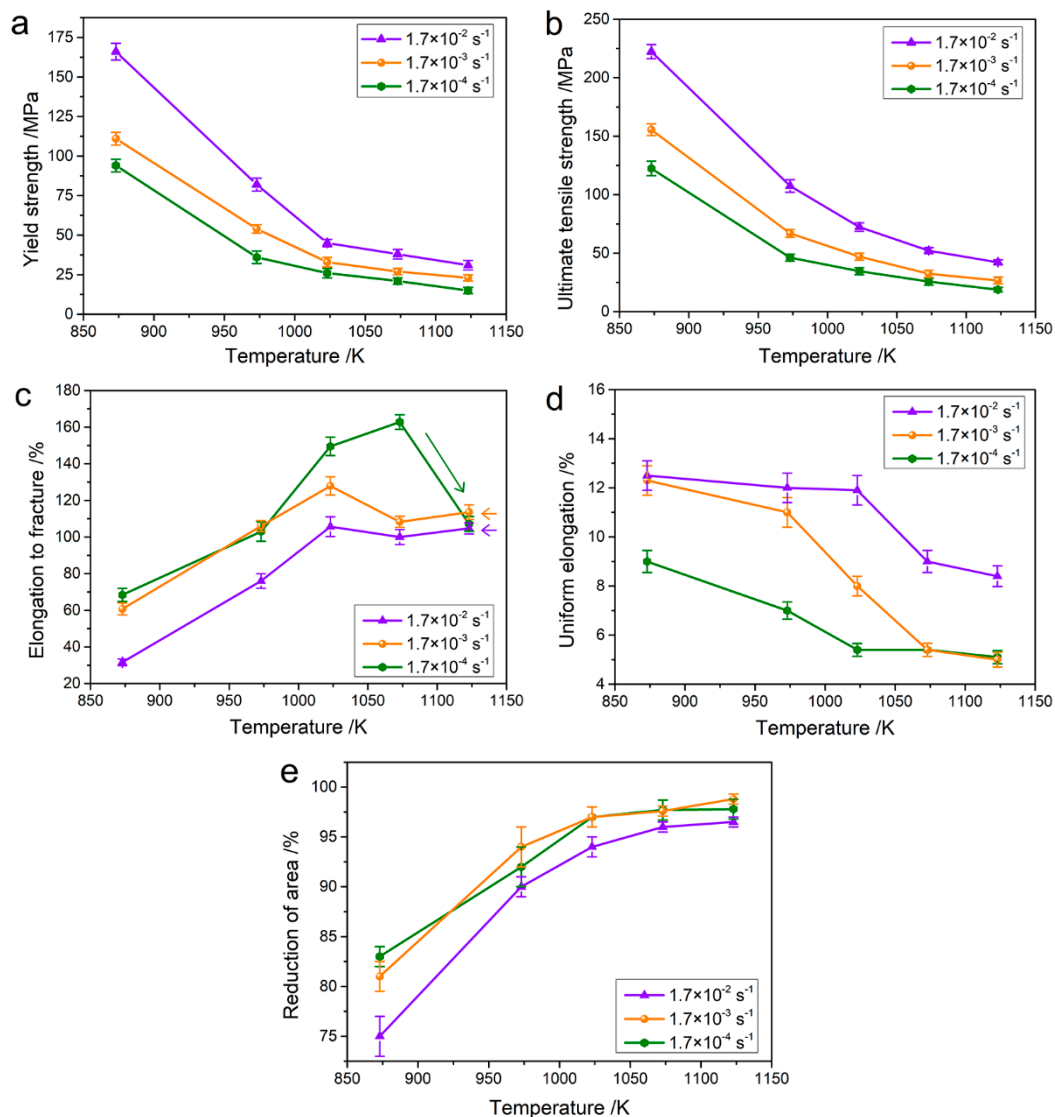 a
Yield strength /MPa
175
150
125
100
75
50
25
0
850 900 950 1000 1050 1100 1150
Temperature /K
1.7×10⁻² s⁻¹
1.7×10⁻³ s⁻¹
1.7×10⁻⁴ s⁻¹
b
Ultimate tensile strength /MPa
250
200
150
100
50
0
850 900 950 1000 1050 1100 1150
Temperature /K
1.7×10⁻² s⁻¹
1.7×10⁻³ s⁻¹
1.7×10⁻⁴ s⁻¹
c
Elongation to fracture /%
180
160
140
120
100
80
60
40
20
850 900 950 1000 1050 1100 1150
Temperature /K
1.7×10⁻² s⁻¹
1.7×10⁻³ s⁻¹
1.7×10⁻⁴ s⁻¹
d
Uniform elongation /%
16
14
12
10
8
6
4
850 900 950 1000 1050 1100 1150
Temperature /K
1.7×10⁻² s⁻¹
1.7×10⁻³ s⁻¹
1.7×10⁻⁴ s⁻¹
e
Reduction of area /%
100
95
90
85
80
75
850 900 950 1000 1050 1100 1150
Temperature /K
1.7×10⁻² s⁻¹
1.7×10⁻³ s⁻¹
1.7×10⁻⁴ s⁻¹